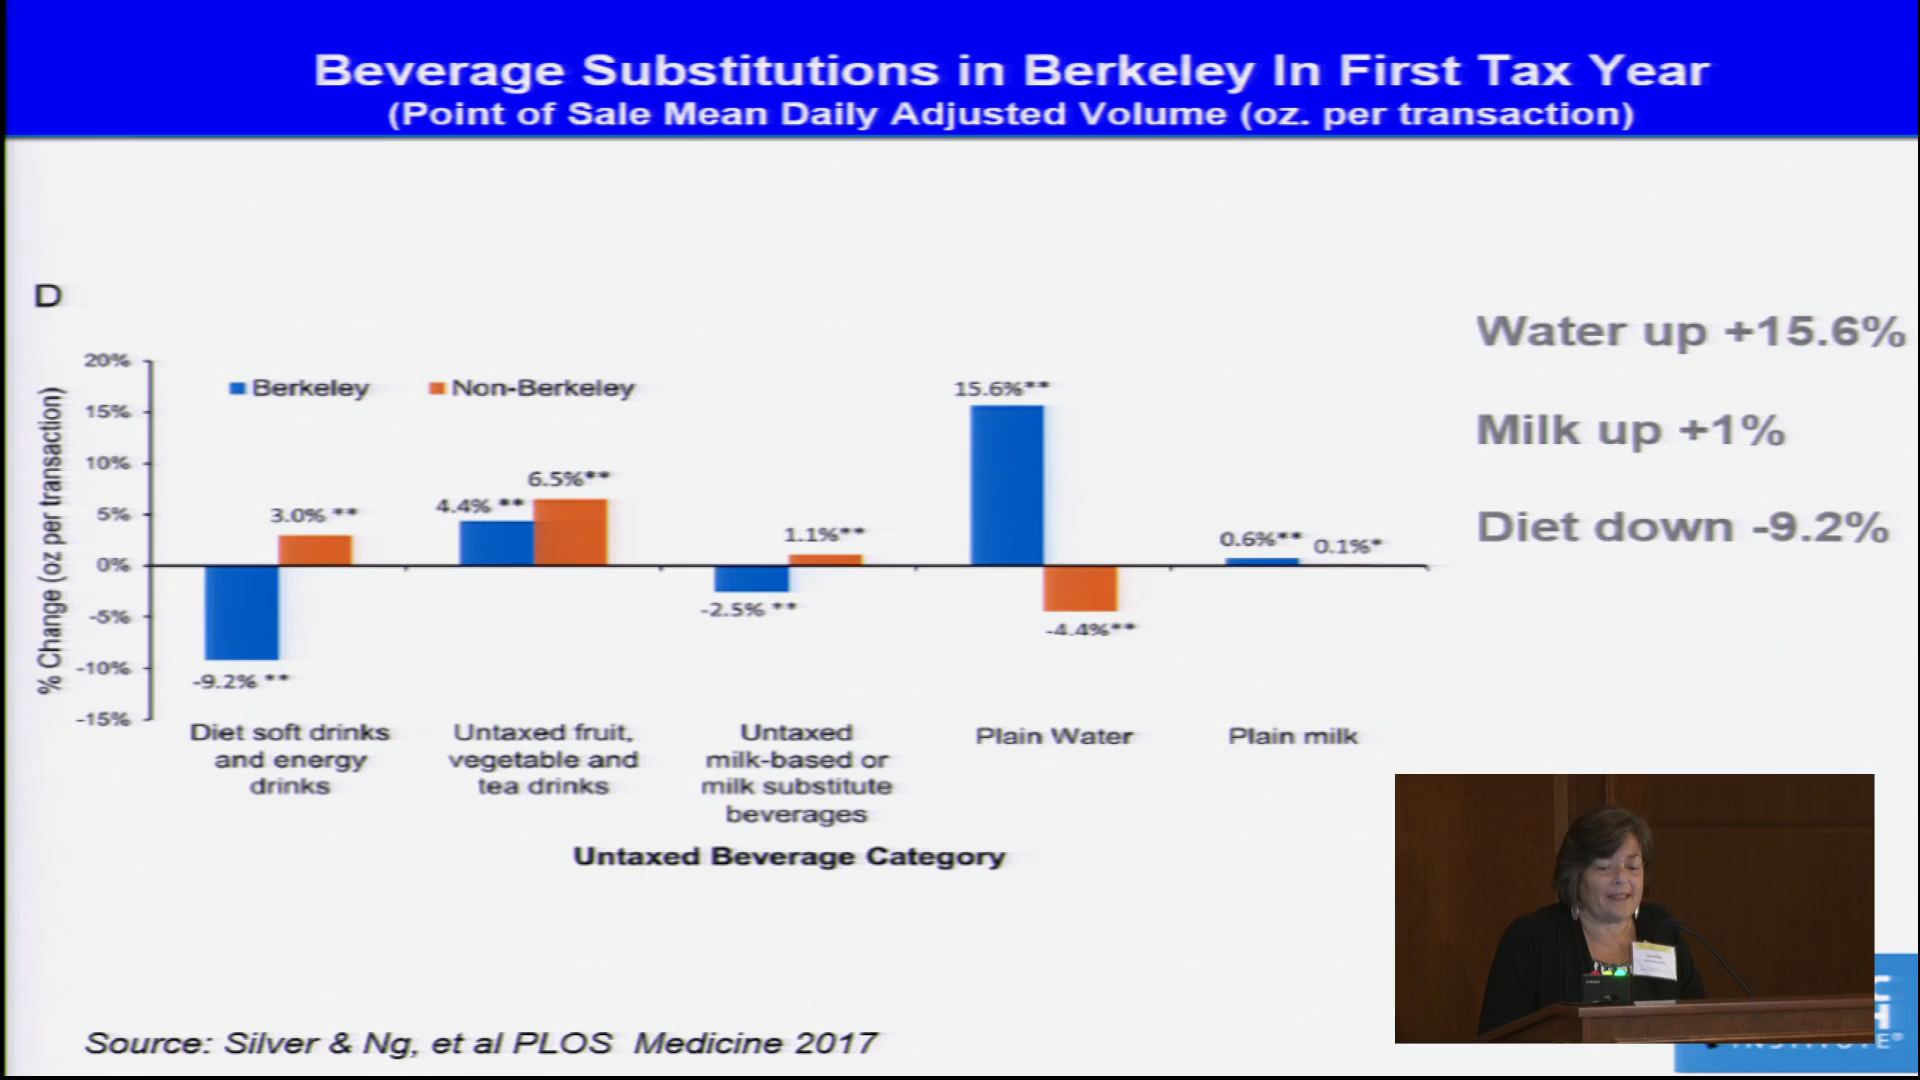 Beverage Substitutions in Berkeley In First Tax Year
(Point of Sale Mean Daily Adjusted Volume (oz. per transaction)
D
Water up +15.6%
Milk up +1%
Diet down -9.2%
% Change (oz per transaction)
20%
15%
10%
5%
0%
-5%
-10%
-15%
Berkeley
Non-Berkeley
-9.2% **
3.0% **
4.4% **
6.5%**
-2.5% **
1.1%**
15.6%**
-4.4%**
0.6%**
0.1%*
Diet soft drinks
and energy
drinks
Untaxed fruit,
vegetable and
tea drinks
Untaxed
milk-based or
milk substitute
beverages
Plain Water
Plain milk
Untaxed Beverage Category
Source: Silver & Ng, et al PLOS Medicine 2017